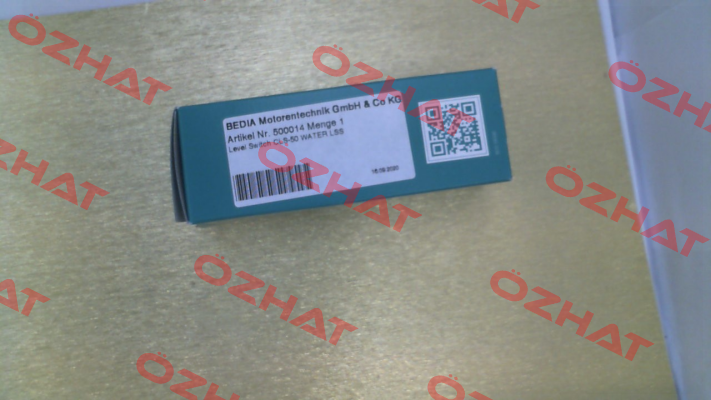 BEDIA Motorentechnik GmbH & Co KG
Artikel Nr. 500014 Menge 1
Level Switch CLS-50 WATER LSS
ÖZHAT
ÖZHAT
ÖZHAT
ÖZHAT
ÖZHAT
ÖZHAT
ÖZHAT
ÖZHAT
ÖZHAT
ÖZHAT
ÖZHAT